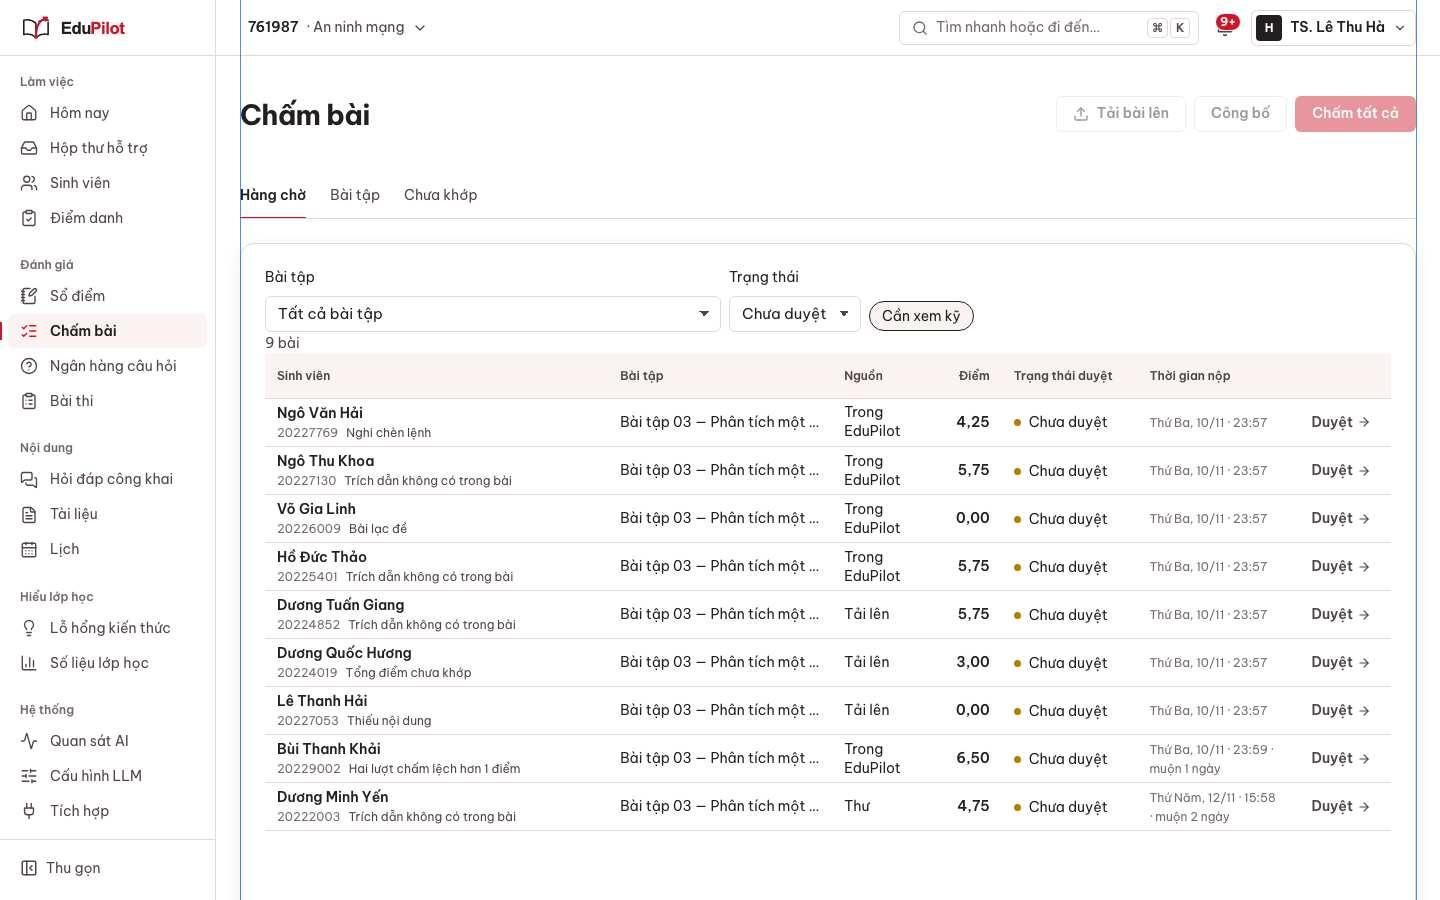 EduPilot
761987 · An ninh mạng
Tìm nhanh hoặc đi đến...
⌘ K
9+
H TS. Lê Thu Hà
Làm việc
Hôm nay
Hộp thư hỗ trợ
Sinh viên
Điểm danh
Đánh giá
Sổ điểm
Chấm bài
Ngân hàng câu hỏi
Bài thi
Nội dung
Hỏi đáp công khai
Tài liệu
Lịch
Hiểu lớp học
Lỗ hổng kiến thức
Số liệu lớp học
Hệ thống
Quan sát AI
Cấu hình LLM
Tích hợp
Thu gọn
Chấm bài
Tải bài lên
Công bố
Chấm tất cả
Hàng chờ
Bài tập
Chưa khớp
Bài tập
Trạng thái
Tất cả bài tập
Chưa duyệt
Cần xem kỹ
9 bài
Sinh viên Bài tập Nguồn Điểm Trạng thái duyệt Thời gian nộp
Ngô Văn Hải
20227769 Nghi chèn lệnh
Bài tập 03 — Phân tích một ...
Trong
EduPilot
4,25
Chưa duyệt
Thứ Ba, 10/11 · 23:57
Duyệt →
Ngô Thu Khoa
20227130 Trích dẫn không có trong bài
Bài tập 03 — Phân tích một ...
Trong
EduPilot
5,75
Chưa duyệt
Thứ Ba, 10/11 · 23:57
Duyệt →
Võ Gia Linh
20226009 Bài lạc đề
Bài tập 03 — Phân tích một ...
Trong
EduPilot
0,00
Chưa duyệt
Thứ Ba, 10/11 · 23:57
Duyệt →
Hồ Đức Thảo
20225401 Trích dẫn không có trong bài
Bài tập 03 — Phân tích một ...
Trong
EduPilot
5,75
Chưa duyệt
Thứ Ba, 10/11 · 23:57
Duyệt →
Dương Tuấn Giang
20224852 Trích dẫn không có trong bài
Bài tập 03 — Phân tích một ...
Tải lên
5,75
Chưa duyệt
Thứ Ba, 10/11 · 23:57
Duyệt →
Dương Quốc Hương
20224019 Tổng điểm chưa khớp
Bài tập 03 — Phân tích một ...
Tải lên
3,00
Chưa duyệt
Thứ Ba, 10/11 · 23:57
Duyệt →
Lê Thanh Hải
20227053 Thiếu nội dung
Bài tập 03 — Phân tích một ...
Tải lên
0,00
Chưa duyệt
Thứ Ba, 10/11 · 23:57
Duyệt →
Bùi Thanh Khải
20229002 Hai lượt chấm lệch hơn 1 điểm
Bài tập 03 — Phân tích một ...
Trong
EduPilot
6,50
Chưa duyệt
Thứ Ba, 10/11 · 23:59 ·
muộn 1 ngày
Duyệt →
Dương Minh Yến
20222003 Trích dẫn không có trong bài
Bài tập 03 — Phân tích một ...
Thư
4,75
Chưa duyệt
Thứ Năm, 12/11 · 15:58
· muộn 2 ngày
Duyệt →